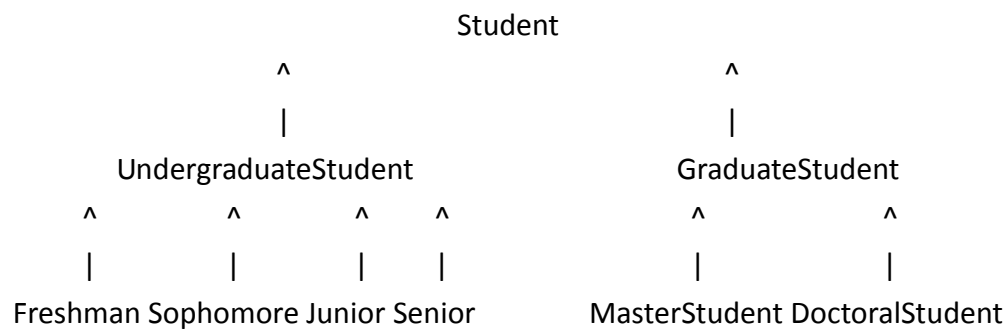 Student
^ ^
| |
UndergraduateStudent GraduateStudent
^ ^ ^ ^ ^ ^
| | | | | |
Freshman Sophomore Junior Senior MasterStudent DoctoralStudent